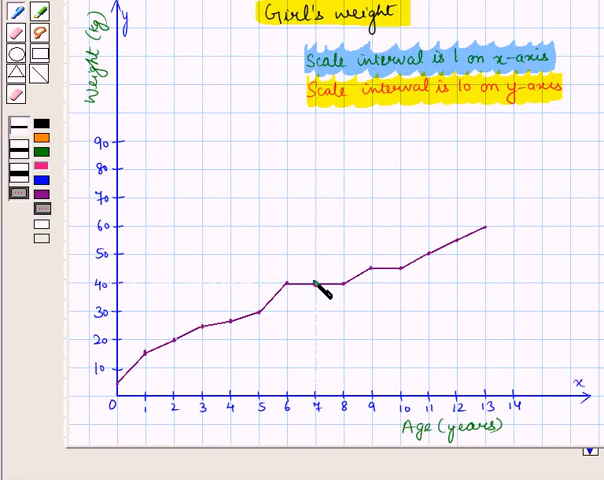 Girl's weight
y
Weight (kg)
Scale interval is 1 on x-axis
Scale interval is 10 on y-axis
90
80
70
60
50
40
30
20
10
x
0 1 2 3 4 5 6 7 8 9 10 11 12 13 14
Age (years)